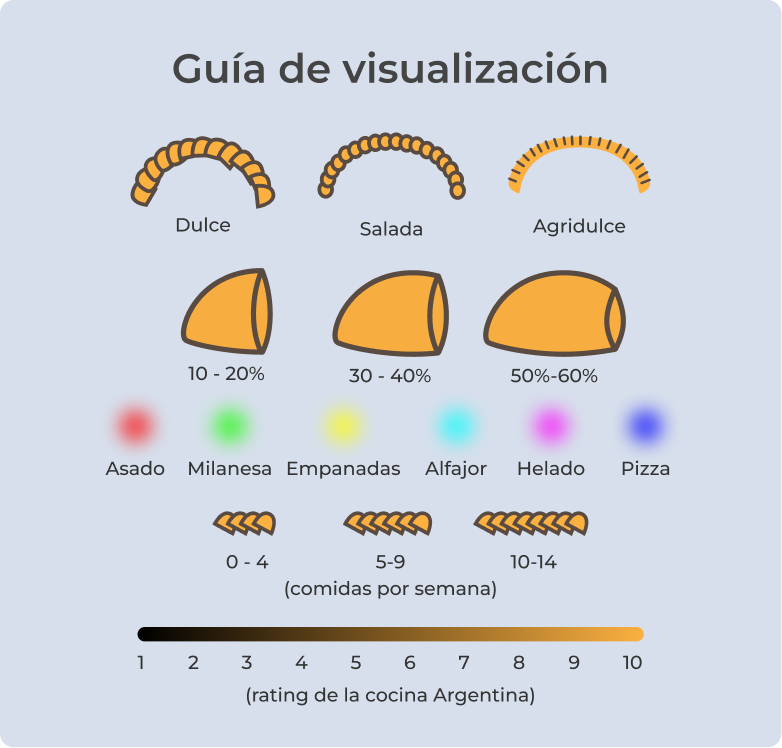 Guía de visualización
Dulce Salada Agridulce
10 - 20% 30 - 40% 50%-60%
Asado Milanesa Empanadas Alfajor Helado Pizza
0 - 4 5-9 10-14
(comidas por semana)
1 2 3 4 5 6 7 8 9 10
(rating de la cocina Argentina)